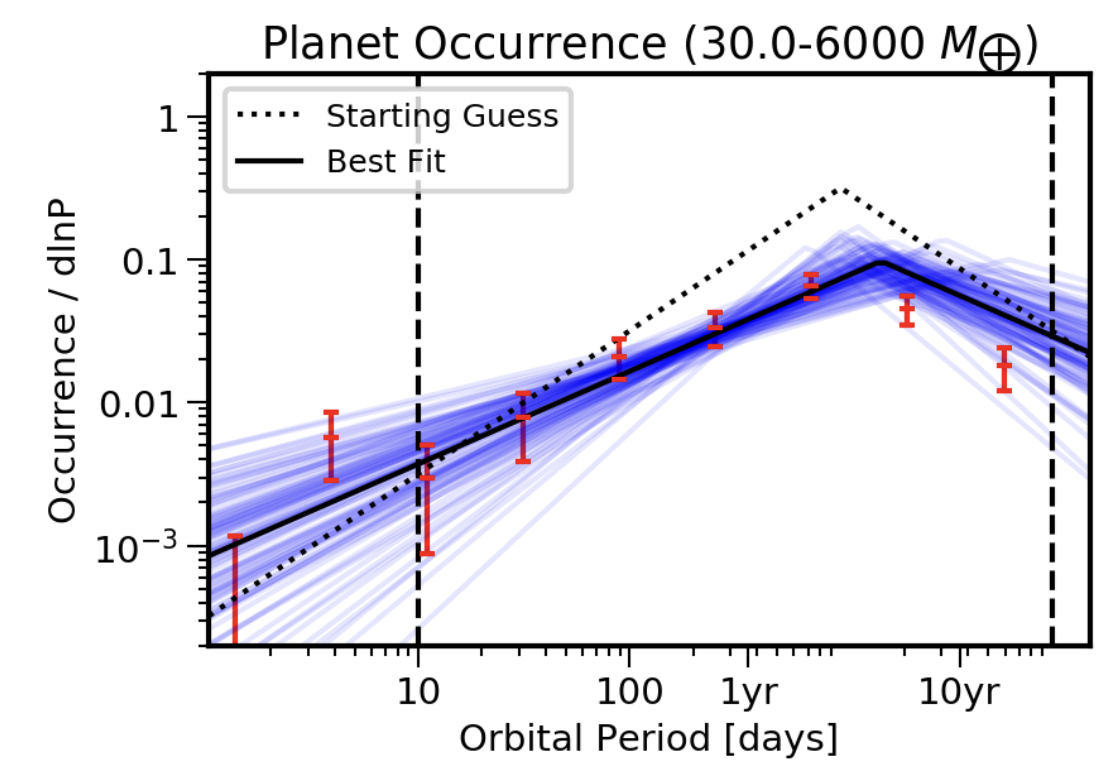 Planet Occurrence (30.0-6000 M⊕)
Starting Guess
Best Fit
Occurrence / dlnP
1
0.1
0.01
10⁻³
10
100
1yr
10yr
Orbital Period [days]